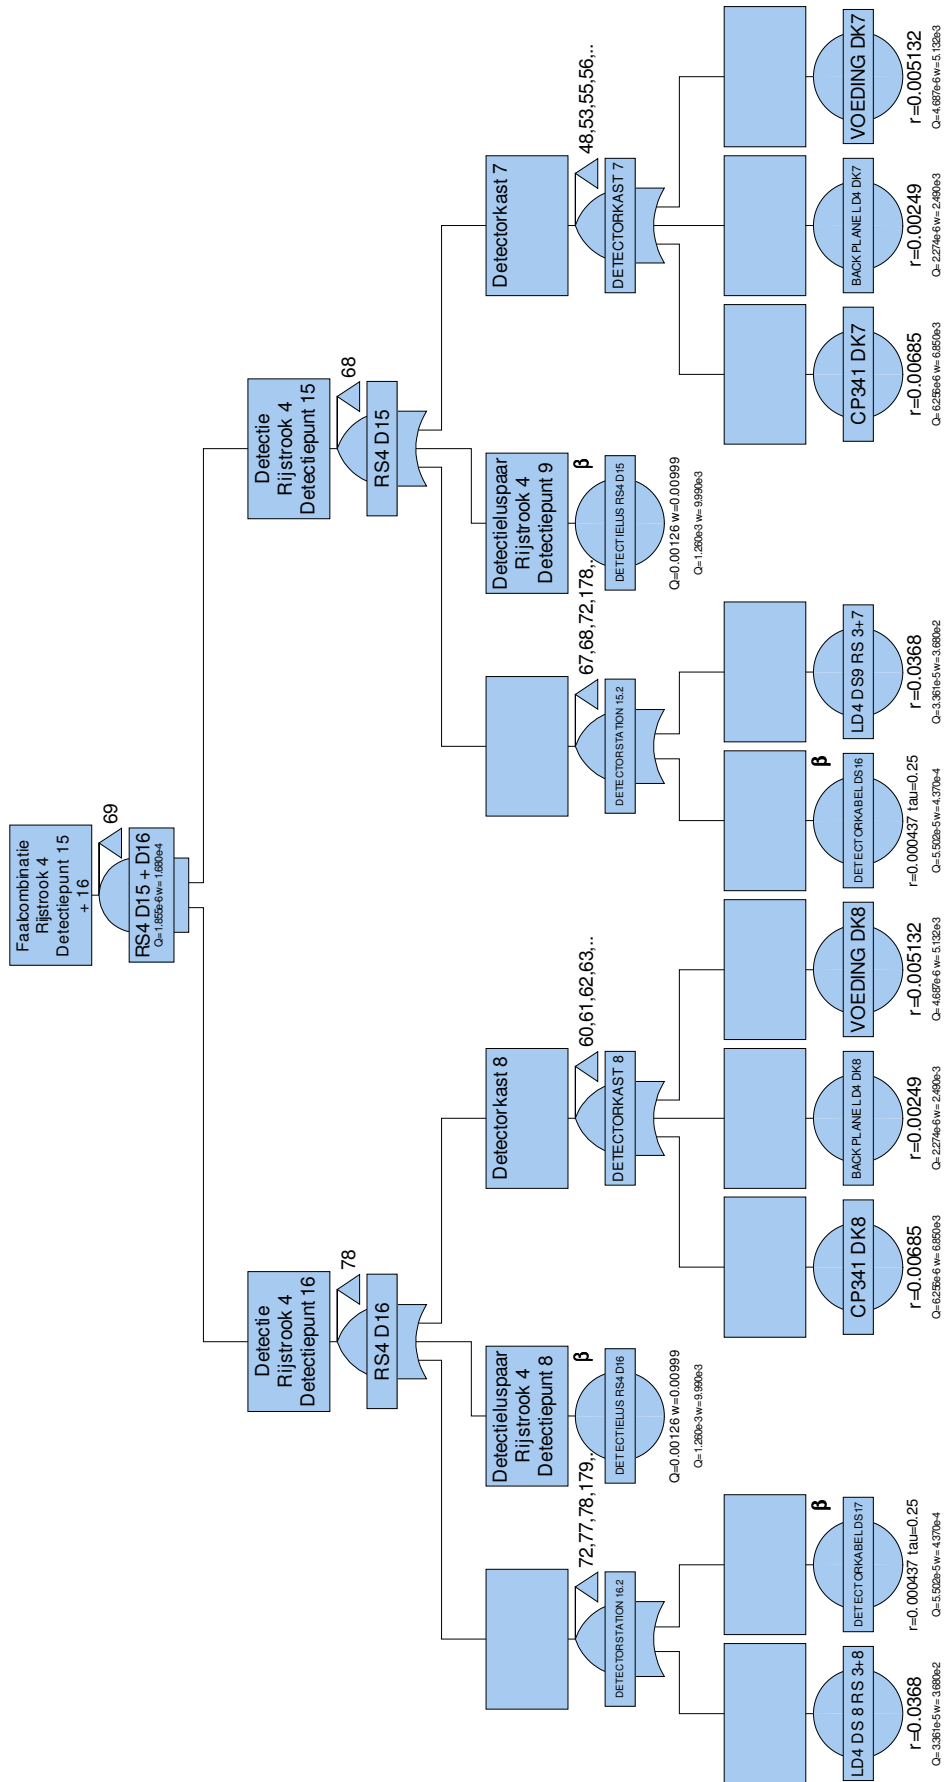 Faalcombinatie
Rijstrook 4
Detectiepunt 15
+ 16
69
RS4 D15 + D16
Q=1.855e-6 w= 1.680e-4
Detectie
Rijstrook 4
Detectiepunt 16
78
RS4 D16
Detectie
Rijstrook 4
Detectiepunt 15
68
RS4 D15
72,77,78,179,..
DETECTORSTATION 16.2
Detectieluspaar
Rijstrook 4
Detectiepunt 8
β
DETECTIELUS RS4 D16
Q=0.00126 w=0.00999
Q=1.260e-3 w= 9.990e-3
Detectorkast 8
60,61,62,63,..
DETECTORKAST 8
67,68,72,178,..
DETECTORSTATION 15.2
Detectieluspaar
Rijstrook 4
Detectiepunt 9
β
DETECTIELUS RS4 D15
Q=0.00126 w=0.00999
Q=1.260e-3 w= 9.990e-3
Detectorkast 7
48,53,55,56,..
DETECTORKAST 7
LD4 DS 8 RS 3+8
r=0.0368
Q=3.361e-5 w= 3.680e-2
β
DETECTORKABEL DS17
r=0.000437 tau=0.25
Q=5.502e-5 w= 4.370e-4
CP341 DK8
r=0.00685
Q=6.256e-6 w= 6.850e-3
BACKPLANE LD4 DK8
r=0.00249
Q=2.274e-6 w= 2.490e-3
VOEDING DK8
r=0.005132
Q=4.687e-6 w= 5.132e-3
β
DETECTORKABEL DS16
r=0.000437 tau=0.25
Q=5.502e-5 w= 4.370e-4
LD4 DS9 RS 3+7
r=0.0368
Q=3.361e-5 w= 3.680e-2
CP341 DK7
r=0.00685
Q=6.256e-6 w= 6.850e-3
BACKPLANE LD4 DK7
r=0.00249
Q=2.274e-6 w= 2.490e-3
VOEDING DK7
r=0.005132
Q=4.687e-6 w= 5.132e-3